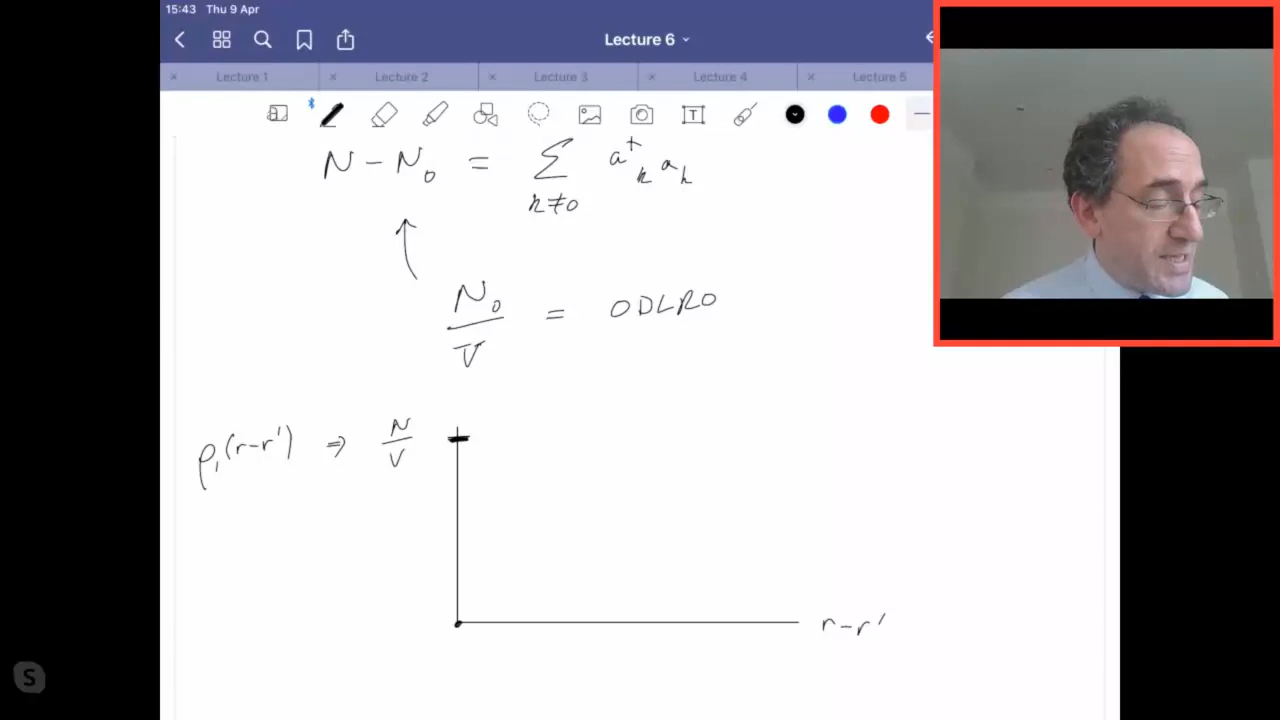 15:43 Thu 9 Apr
Lecture 6
Lecture 1 Lecture 2 Lecture 3 Lecture 4 Lecture 5
T
N - N₀ = Σ a†ₖ aₖ
k≠0
N₀
V
= ODLRO
ρ₁(r-r') ⇒ N
V
r-r'
S